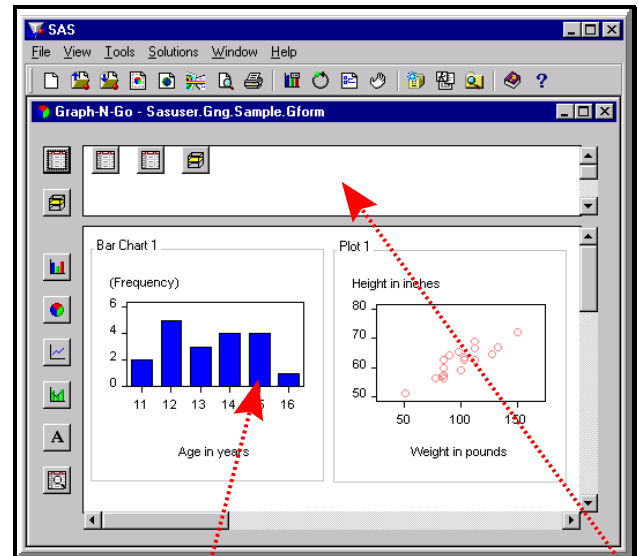 SAS
File View Tools Solutions Window Help
Graph-N-Go - Sasuser.Gng.Sample.Gform
Bar Chart 1
(Frequency)
6
4
2
0
11 12 13 14 15 16
Age in years
Plot 1
Height in inches
80
70
60
50
50 100 150
Weight in pounds
A